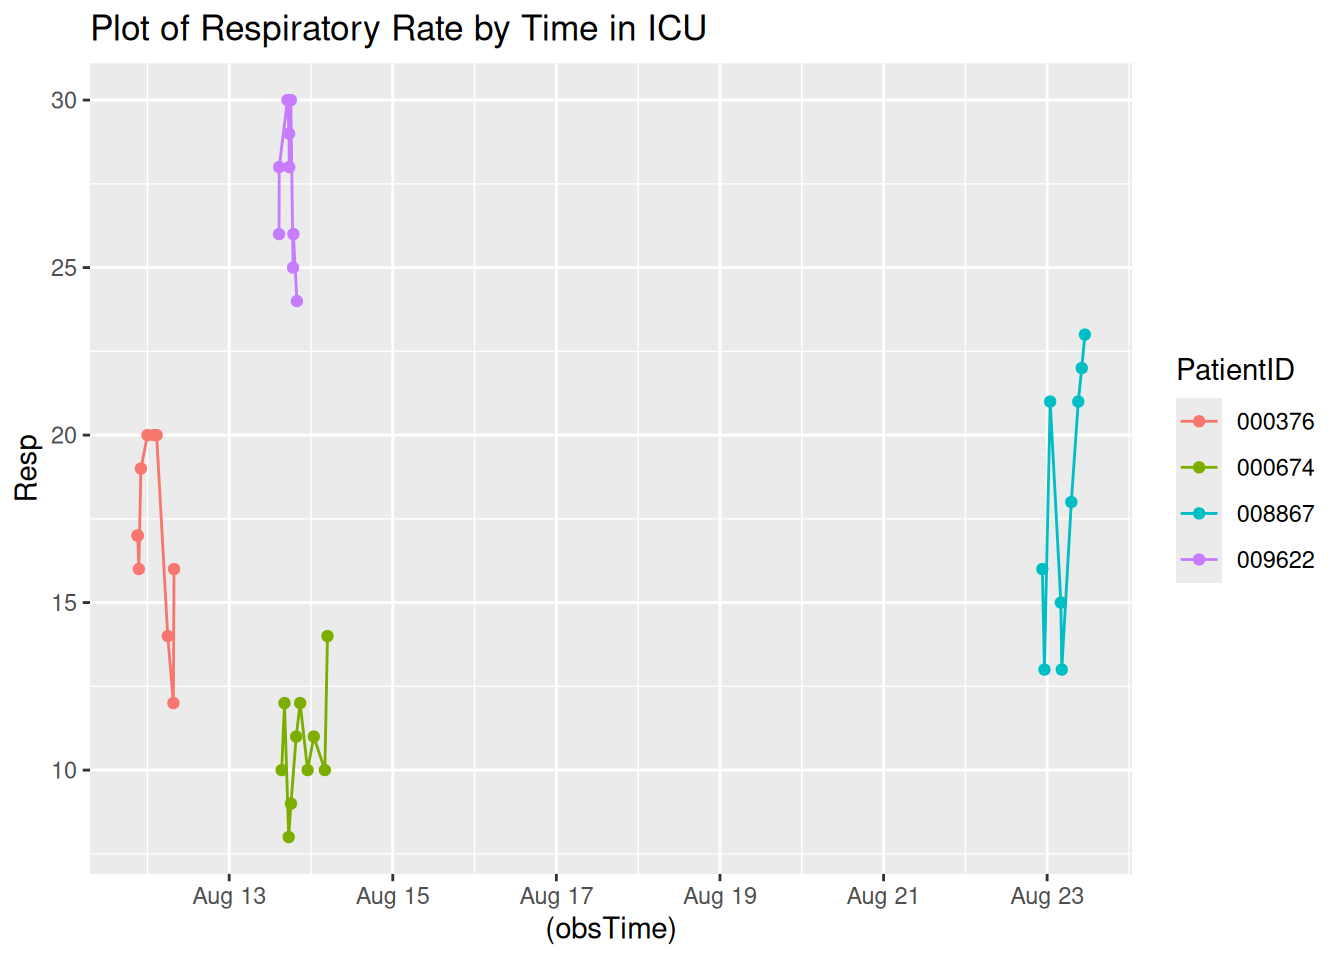 Plot of Respiratory Rate by Time in ICU
30
25
20
15
10
Resp
Aug 13
Aug 15
Aug 17
Aug 19
Aug 21
Aug 23
(obsTime)
PatientID
000376
000674
008867
009622